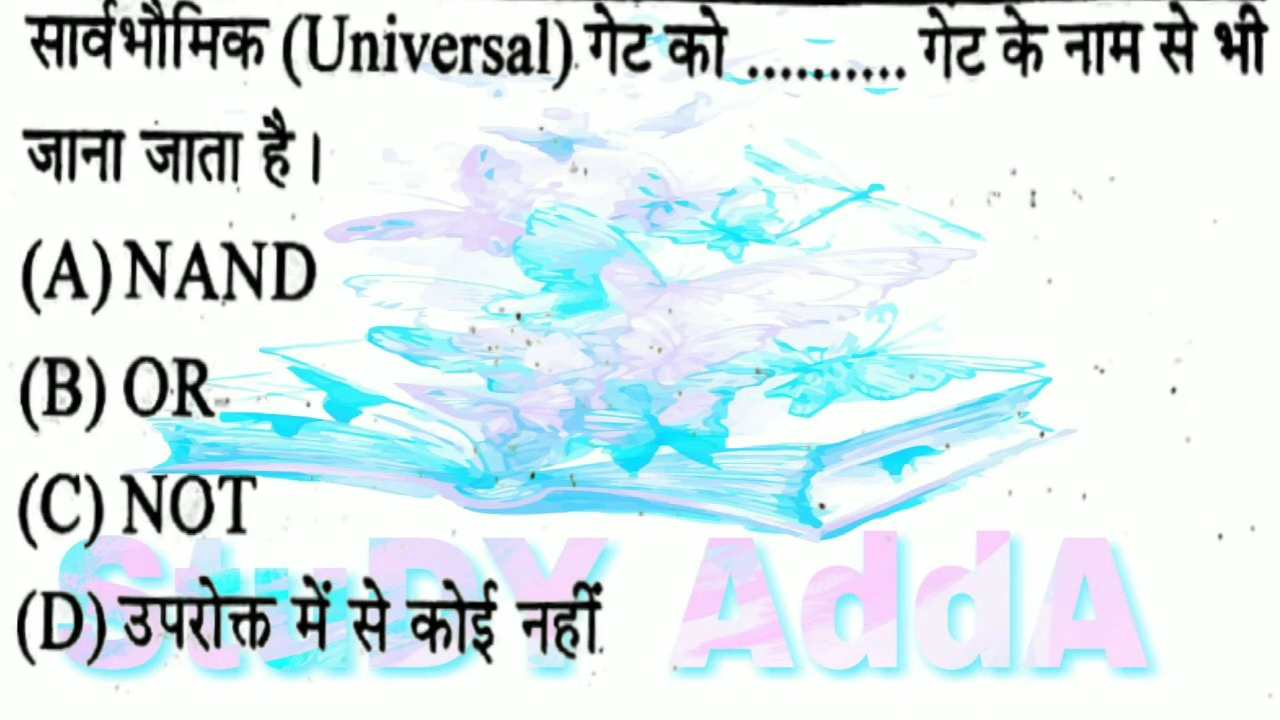 सार्वभौमिक (Universal) गेट को .......... गेट के नाम से भी
जाना जाता है।
(A) NAND
(B) OR
(C) NOT
(D) उपरोक्त में से कोई नहीं
StuDY AddA